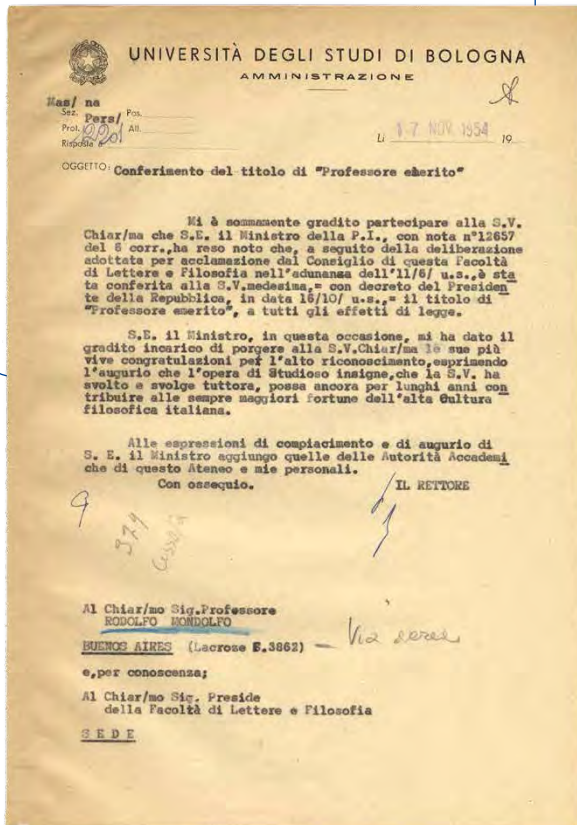 UNIVERSITÀ DEGLI STUDI DI BOLOGNA
AMMINISTRAZIONE
Mas/ na
Sez. Pers/ Pos.
Prot. All.
Risposta a
Li 17 NOV 1954 19
OGGETTO: Conferimento del titolo di "Professore emerito"
Mi è sommamente gradito partecipare alla S.V.
Chiar/ma che S.E. il Ministro della P.I., con nota n°12657
del 6 corr.,ha reso noto che, a seguito della deliberazione
adottata per acclamazione dal Consiglio di questa Facoltà
di Lettere e Filosofia nell'adunanza dell'11/6/ u.s.,è sta
ta conferita alla S.V.medesima,= con decreto del Presiden
te della Repubblica, in data 16/10/ u.s.,= il titolo di
"Professore emerito", a tutti gli effetti di legge.
S.E. il Ministro, in questa occasione, mi ha dato il
gradito incarico di porgere alla S.V.Chiar/ma le sue più
vive congratulazioni per l'alto riconoscimento,esprimendo
l'augurio che l'opera di Studioso insigne,che la S.V. ha
svolto e svolge tuttora, possa ancora per lunghi anni con
tribuire alle sempre maggiori fortune dell'alta Cultura
filosofica italiana.
Alle espressioni di compiacimento e di augurio di
S. E. il Ministro aggiungo quelle delle Autorità Accademi
che di questo Ateneo e mie personali.
Con ossequio. IL RETTORE
329
Al Chiar/mo Sig.Professore
RODOLFO MONDOLFO
BUENOS AIRES (Lacroze E.3862) — Via aerea
e,per conoscenza;
Al Chiar/mo Sig. Preside
della Facoltà di Lettere e Filosofia
SEDE